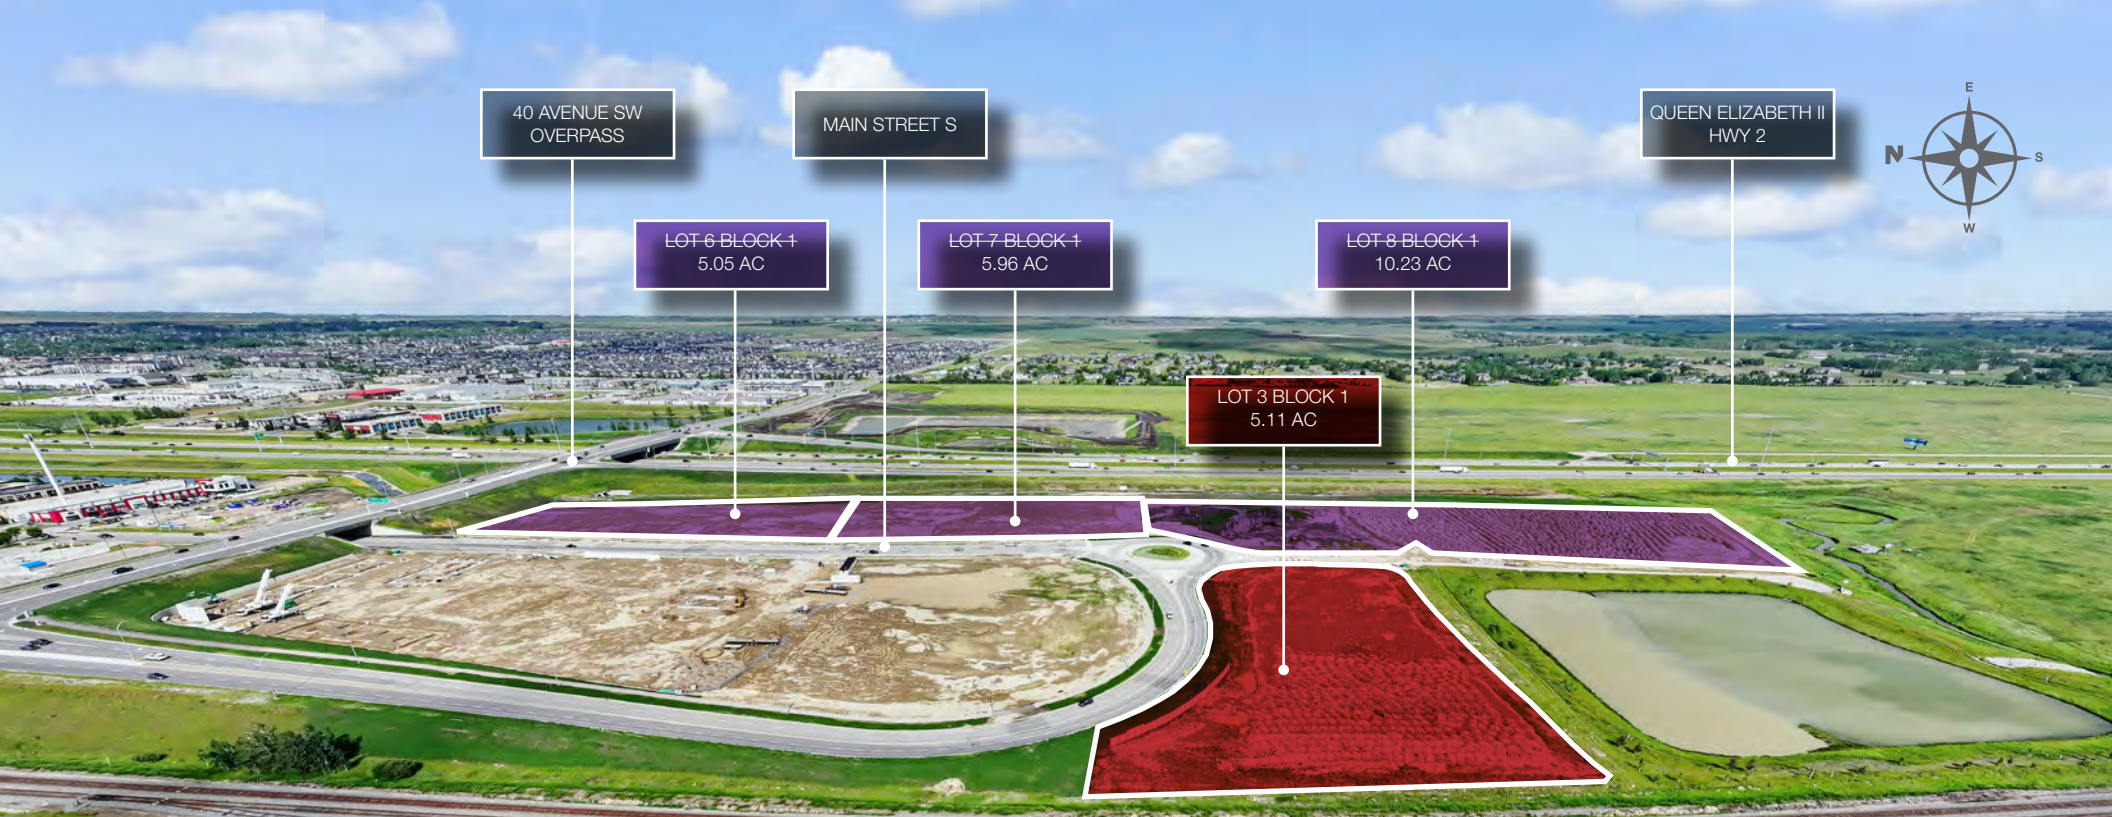 40 AVENUE SW
OVERPASS
MAIN STREET S
QUEEN ELIZABETH II
HWY 2
E
N
S
W
LOT 6 BLOCK 1
5.05 AC
LOT 7 BLOCK 1
5.96 AC
LOT 8 BLOCK 1
10.23 AC
LOT 3 BLOCK 1
5.11 AC